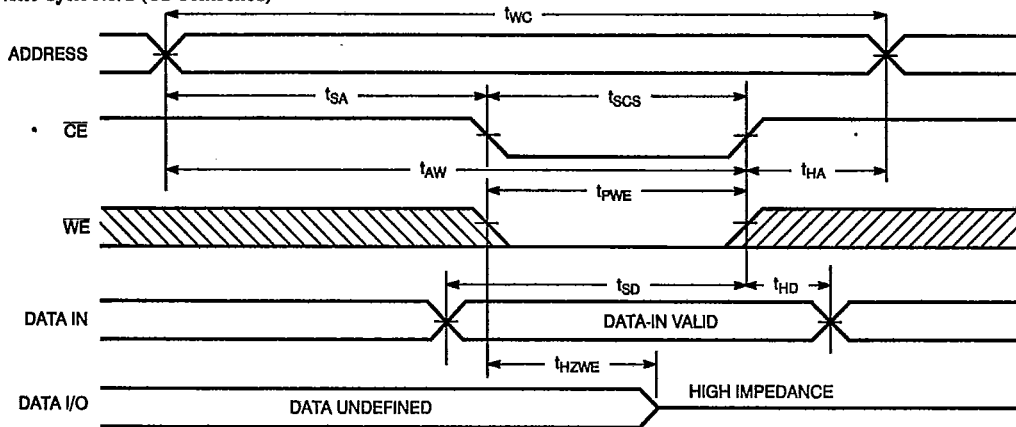 t_WC
ADDRESS
t_SA
t_SCS
CE
t_AW
t_HA
t_PWE
WE
t_SD
t_HD
DATA IN
DATA-IN VALID
t_HZWE
DATA I/O
DATA UNDEFINED
HIGH IMPEDANCE